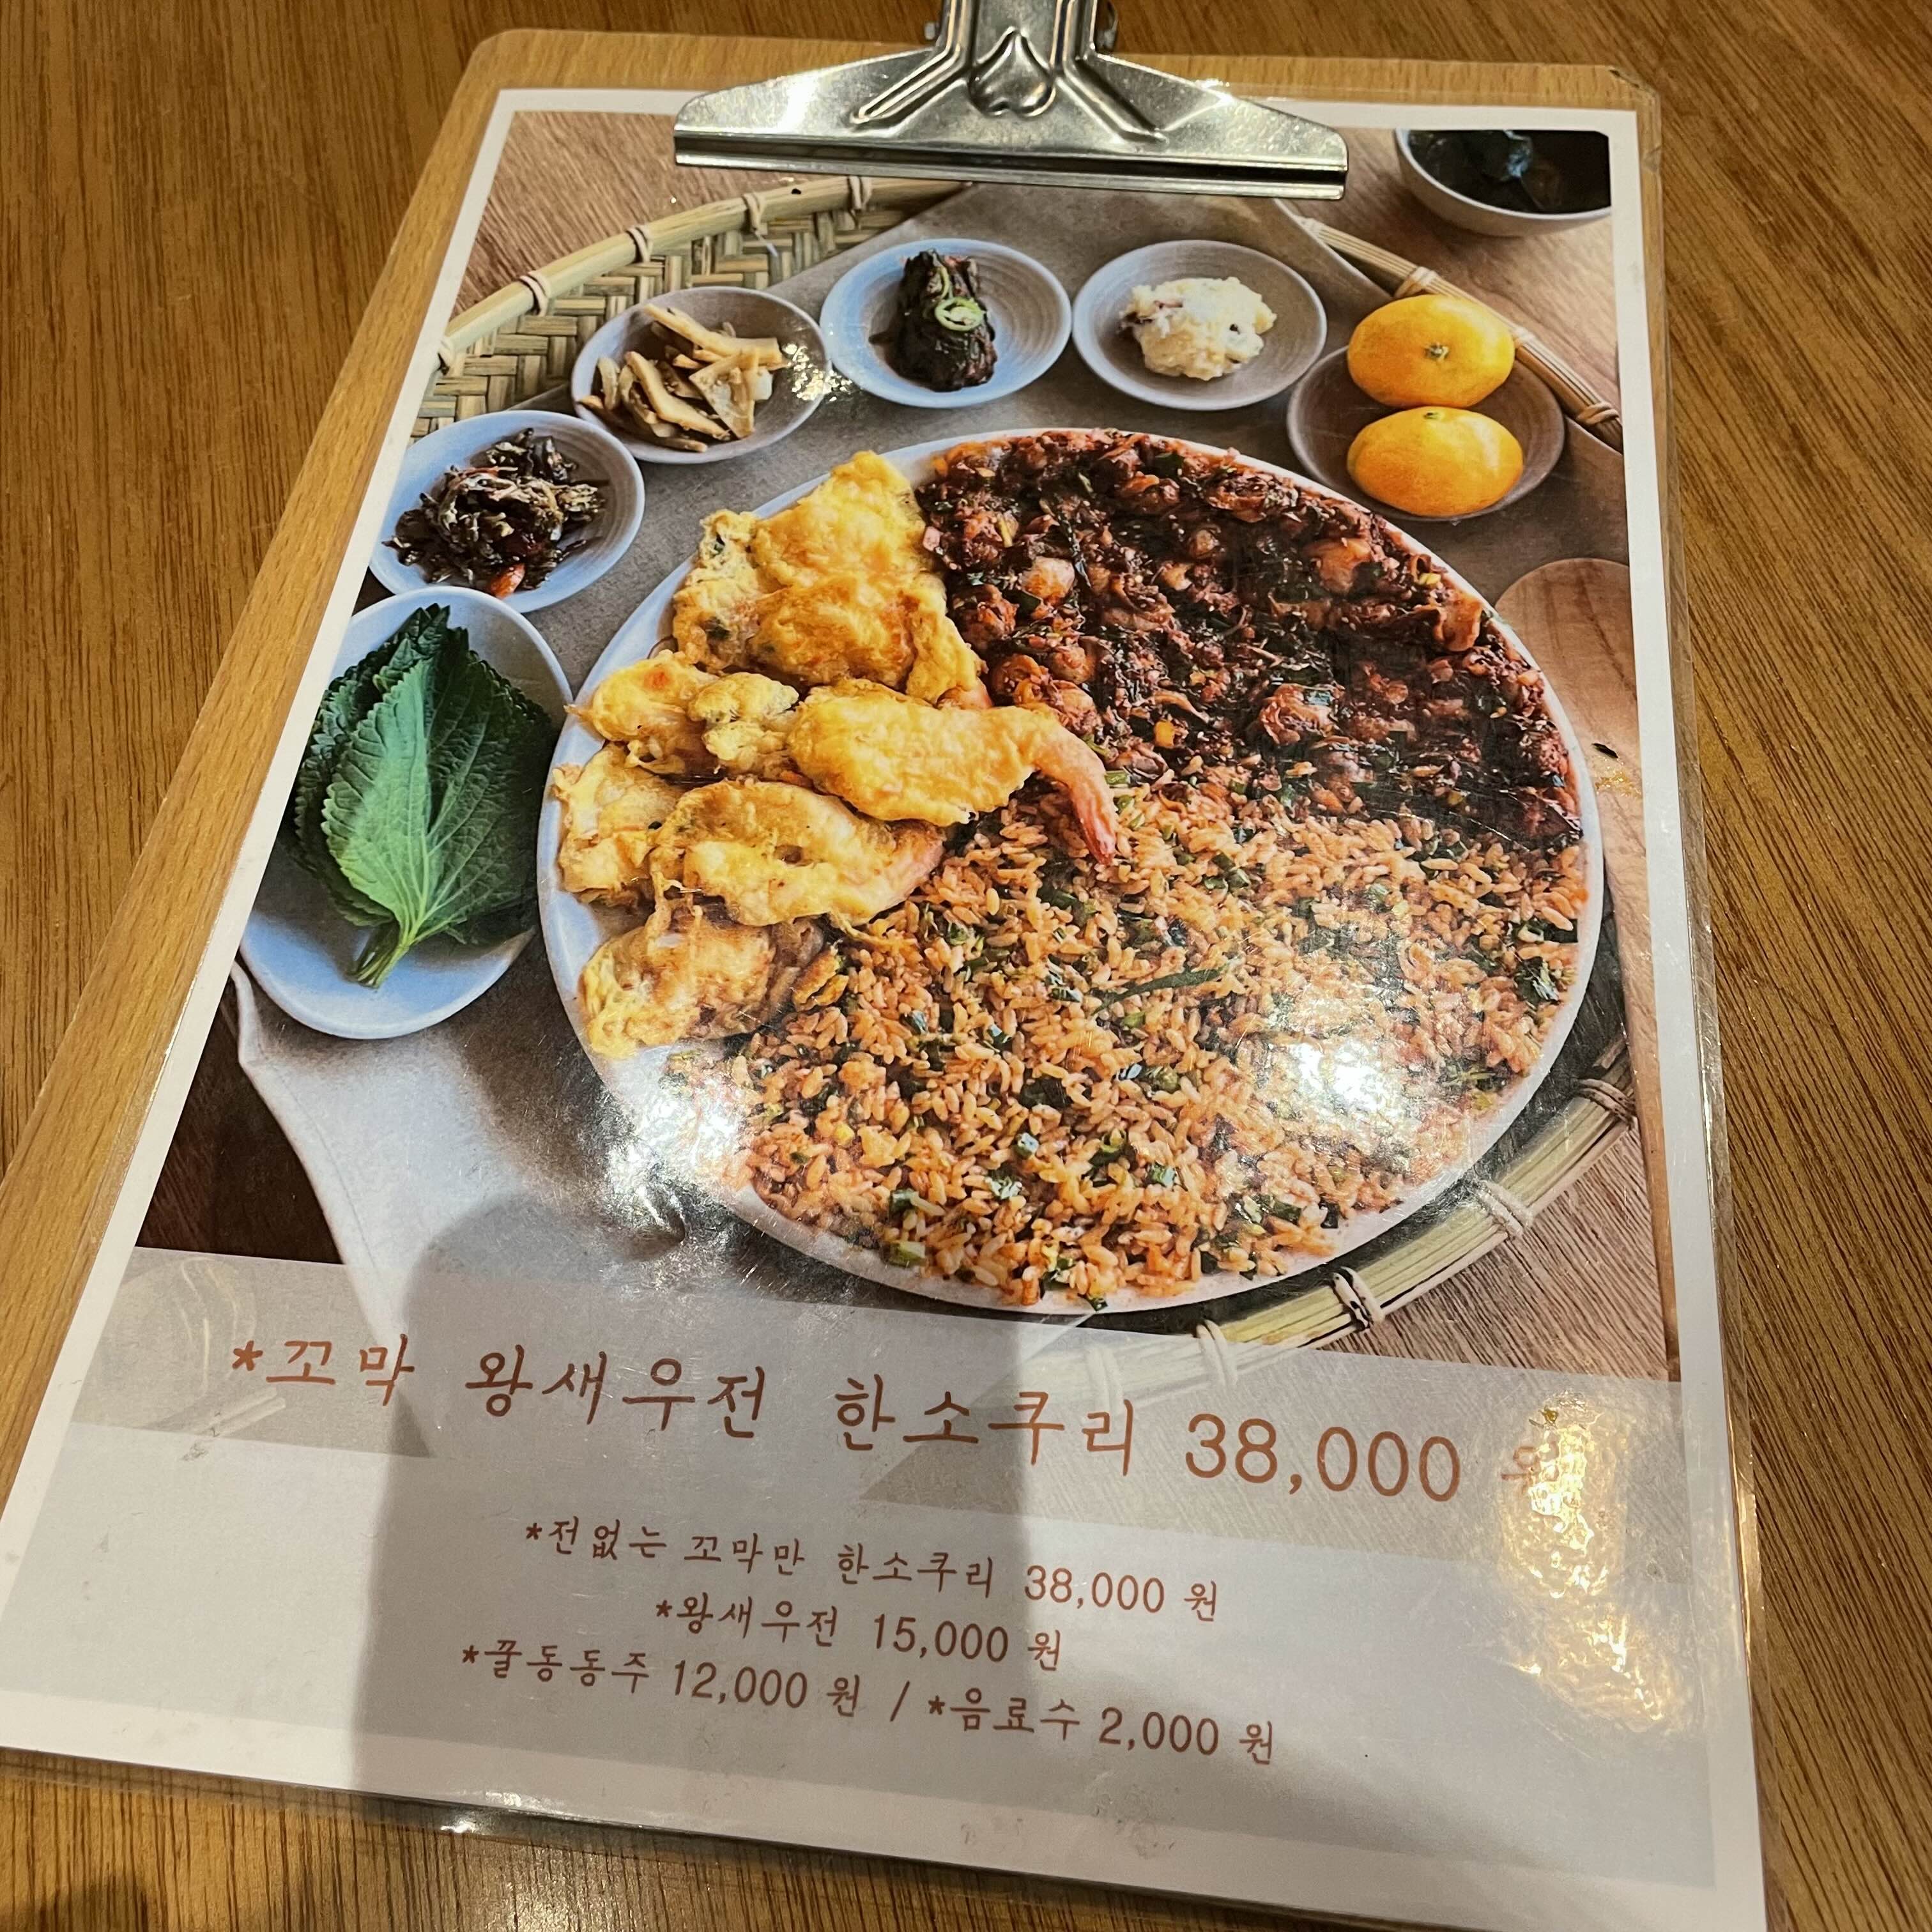 *꼬막 왕새우전 한소쿠리 38,000 원
*전없는 꼬막만 한소쿠리 38,000 원
*왕새우전 15,000 원
*꿀동동주 12,000 원 / *음료수 2,000 원